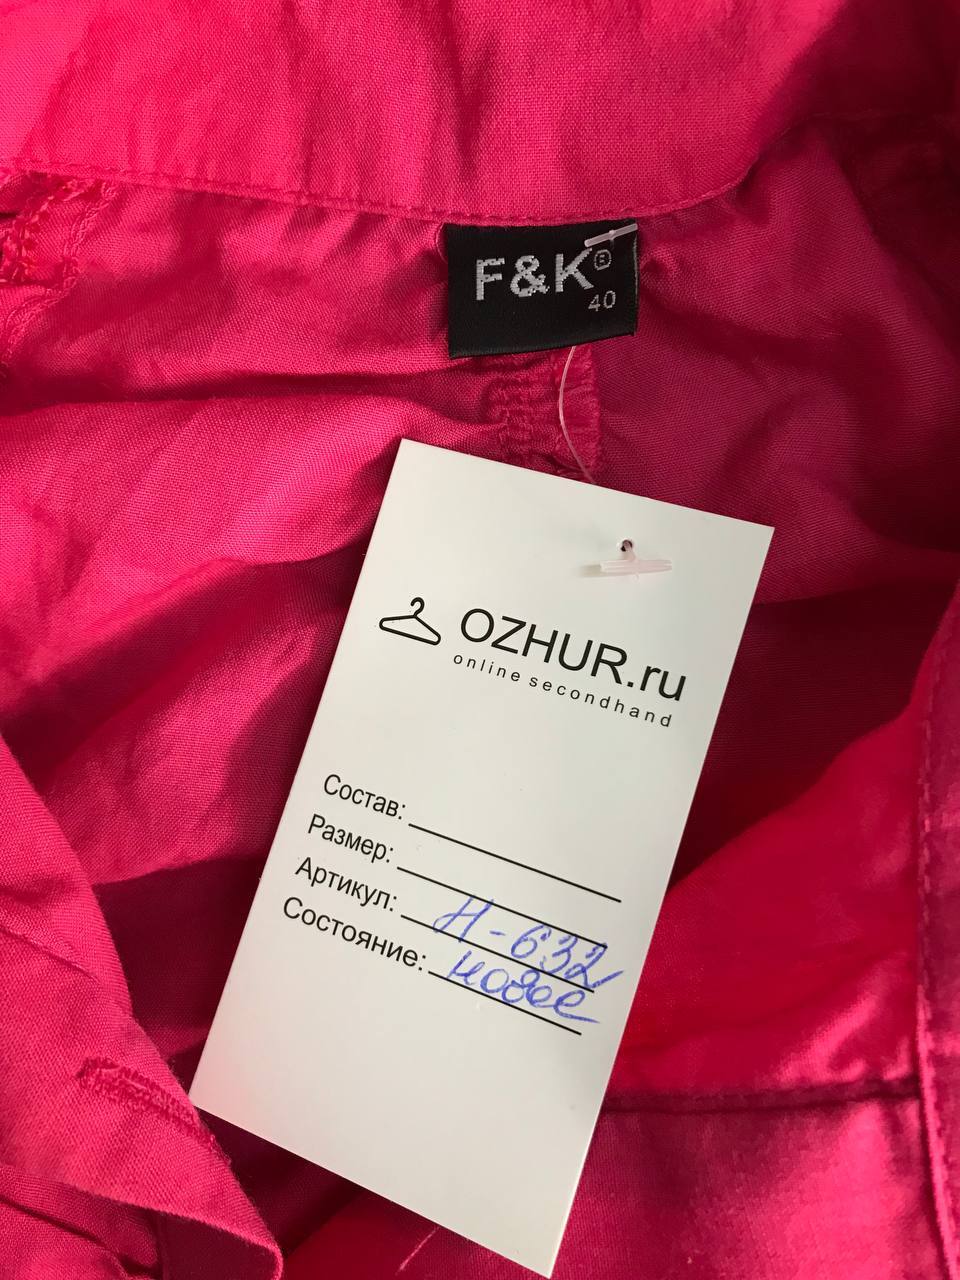 F&K®
40
OZHUR.ru
online secondhand
Состав:
Размер:
Артикул: Н-632
Состояние: новое